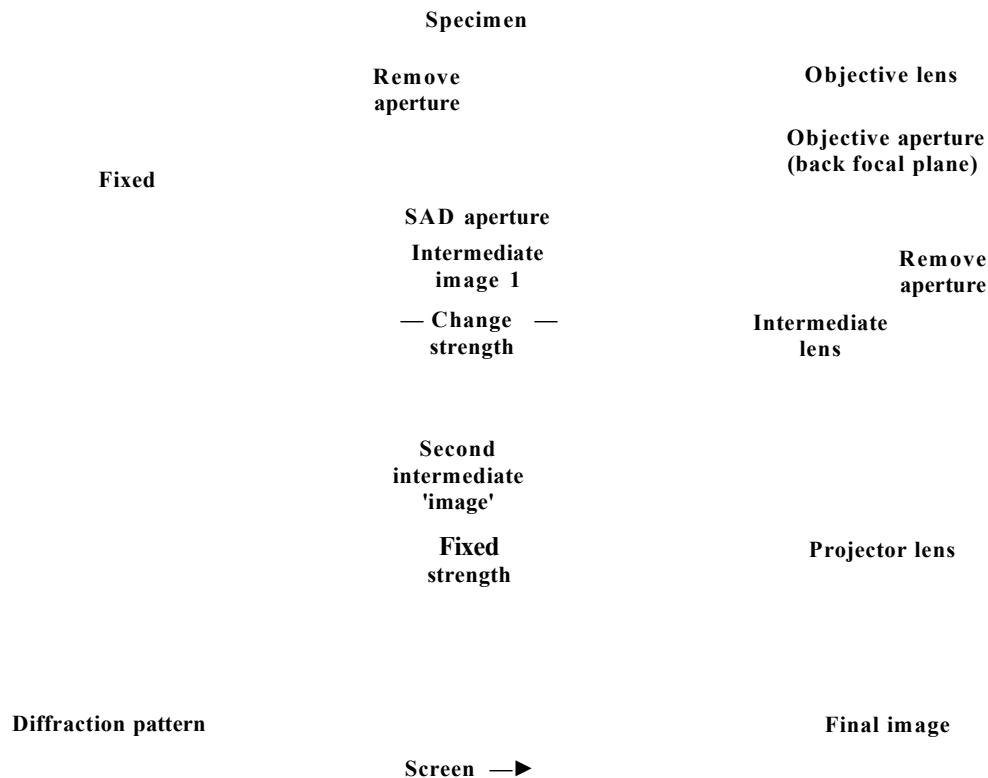 Specimen
Remove
aperture
Objective lens
Objective aperture
(back focal plane)
Fixed
SAD aperture
Intermediate
image 1
Remove
aperture
— Change —
strength
Intermediate
lens
Second
intermediate
'image'
Fixed
strength
Projector lens
Diffraction pattern
Final image
Screen —►